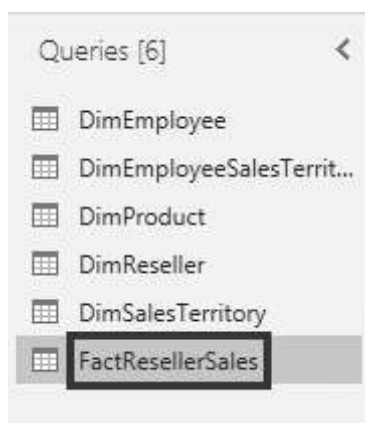 Queries [6]
DimEmployee
DimEmployeeSalesTerrit...
DimProduct
DimReseller
DimSalesTerritory
FactResellerSales